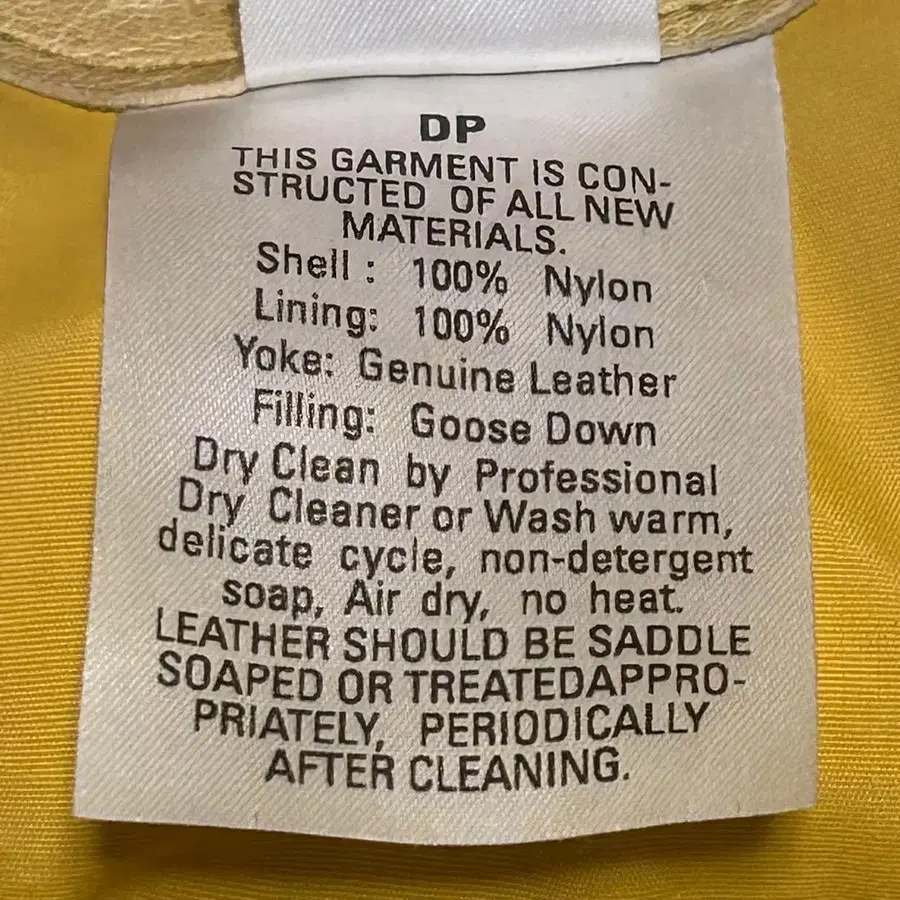 DP
THIS GARMENT IS CON-
STRUCTED OF ALL NEW
MATERIALS.
Shell : 100% Nylon
Lining: 100% Nylon
Yoke: Genuine Leather
Filling: Goose Down
Dry Clean by Professional
Dry Cleaner or Wash warm,
delicate cycle, non-detergent
soap, Air dry, no heat.
LEATHER SHOULD BE SADDLE
SOAPED OR TREATEDAPPRO-
PRIATELY, PERIODICALLY
AFTER CLEANING.